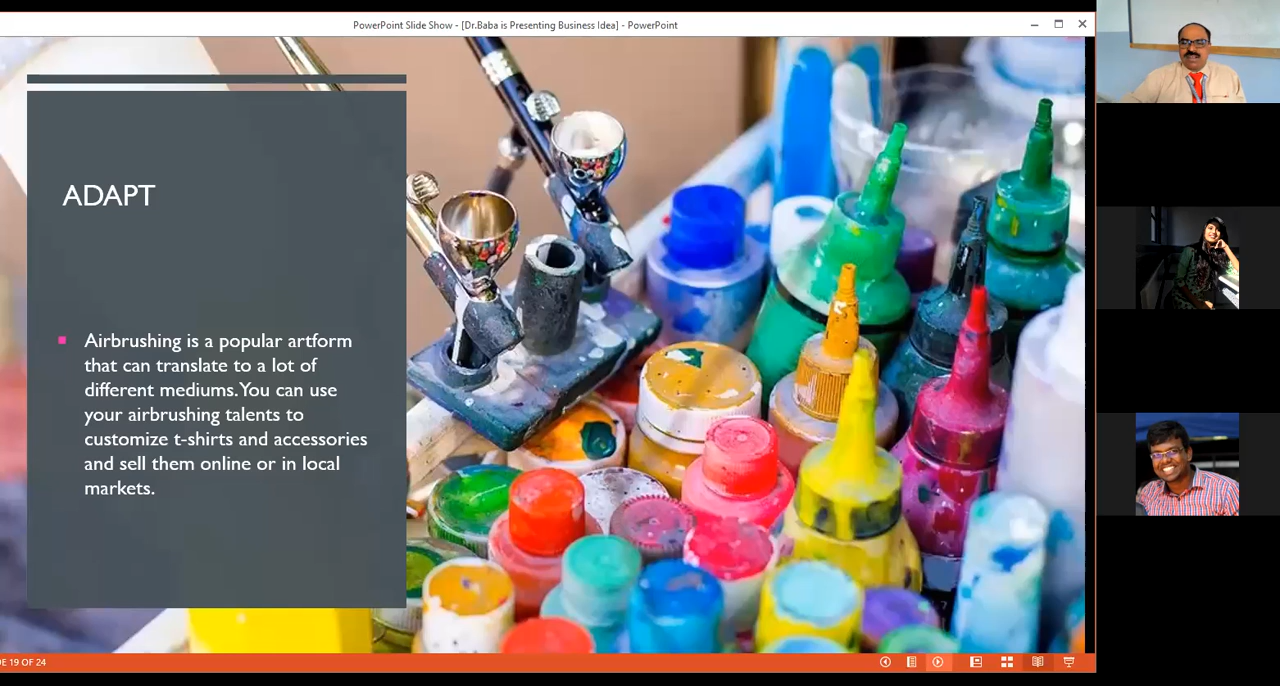 PowerPoint Slide Show - [Dr.Baba is Presenting Business Idea] - PowerPoint
ADAPT
Airbrushing is a popular artform
that can translate to a lot of
different mediums. You can use
your airbrushing talents to
customize t-shirts and accessories
and sell them online or in local
markets.
E 19 OF 24